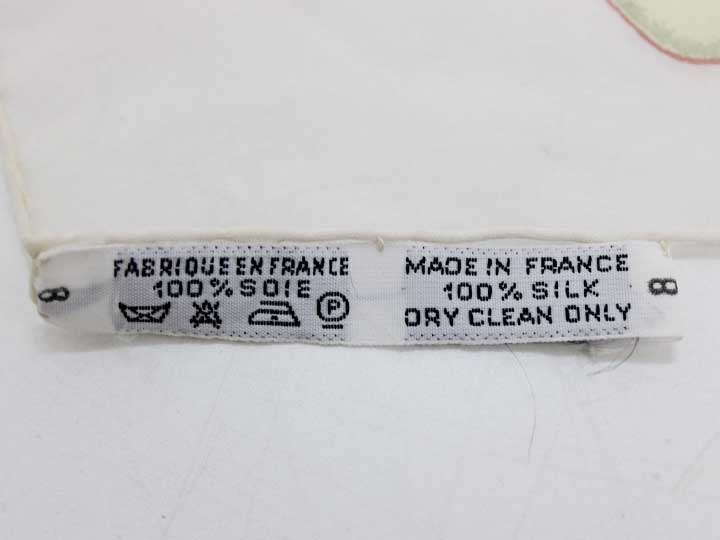 8
FABRIQUE EN FRANCE
100% SOIE
P
MADE IN FRANCE
100% SILK
DRY CLEAN ONLY
8